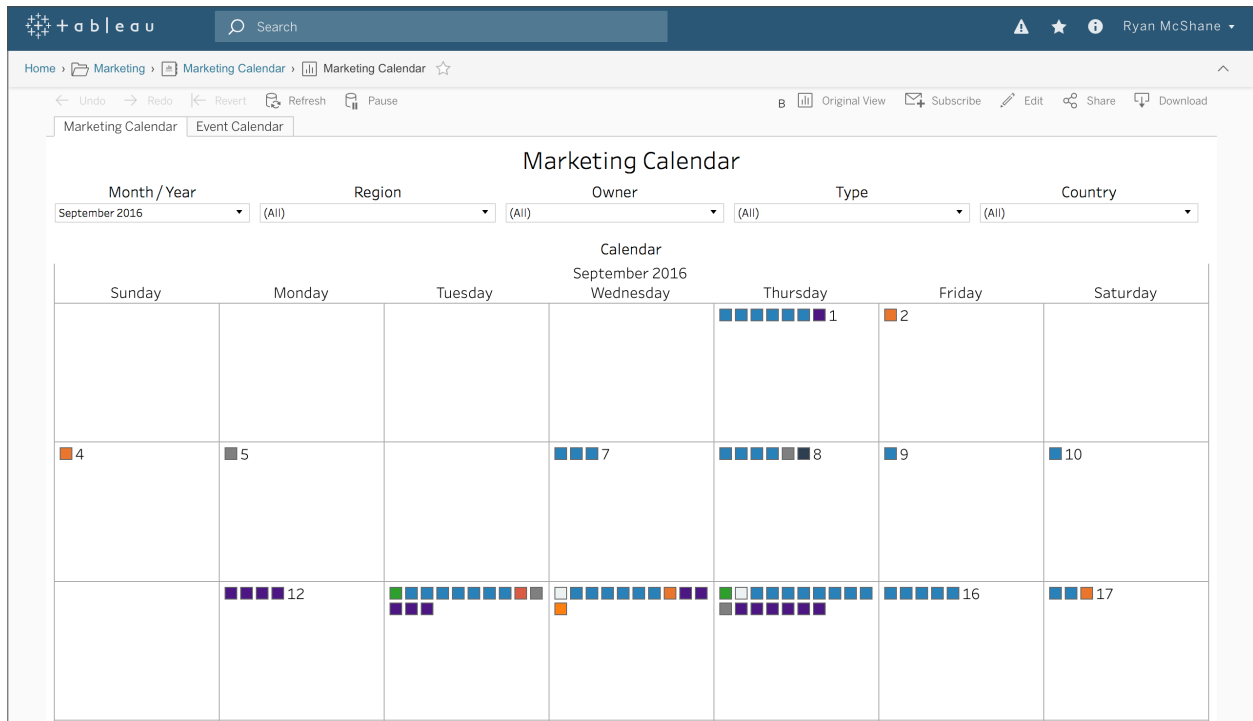 tableau
Search
Ryan McShane
Home › Marketing › Marketing Calendar › Marketing Calendar
Undo Redo Revert Refresh Pause
B Original View Subscribe Edit Share Download
Marketing Calendar Event Calendar
Marketing Calendar
Month / Year Region Owner Type Country
September 2016 (All) (All) (All) (All)
Calendar
September 2016
Sunday Monday Tuesday Wednesday Thursday Friday Saturday
1 2
4 5 7 8 9 10
12 16 17